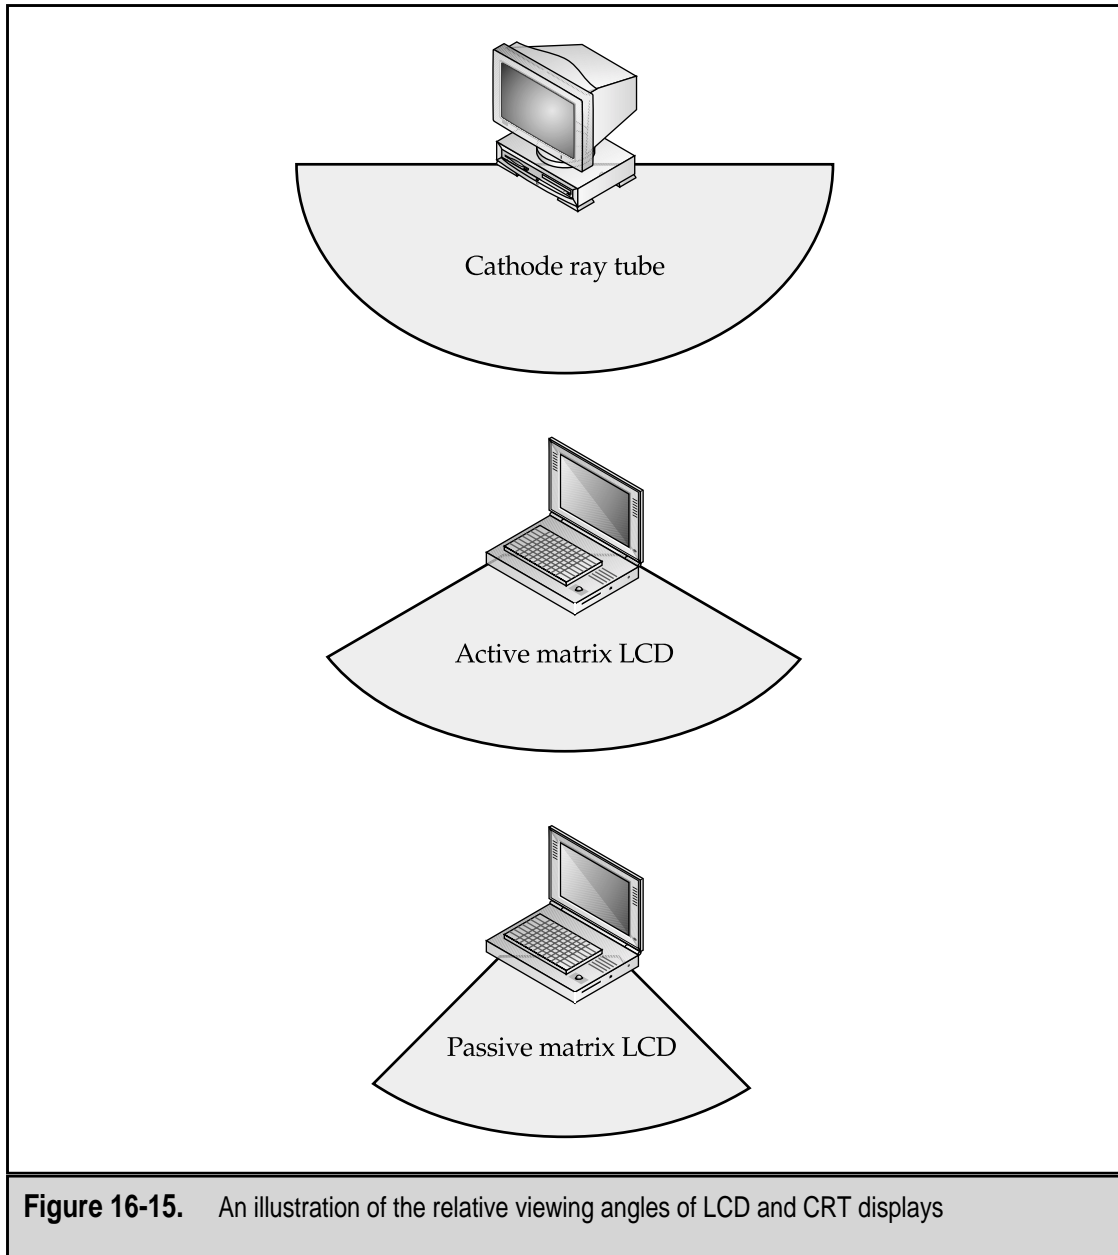 Cathode ray tube
Active matrix LCD
Passive matrix LCD
Figure 16-15. An illustration of the relative viewing angles of LCD and CRT displays